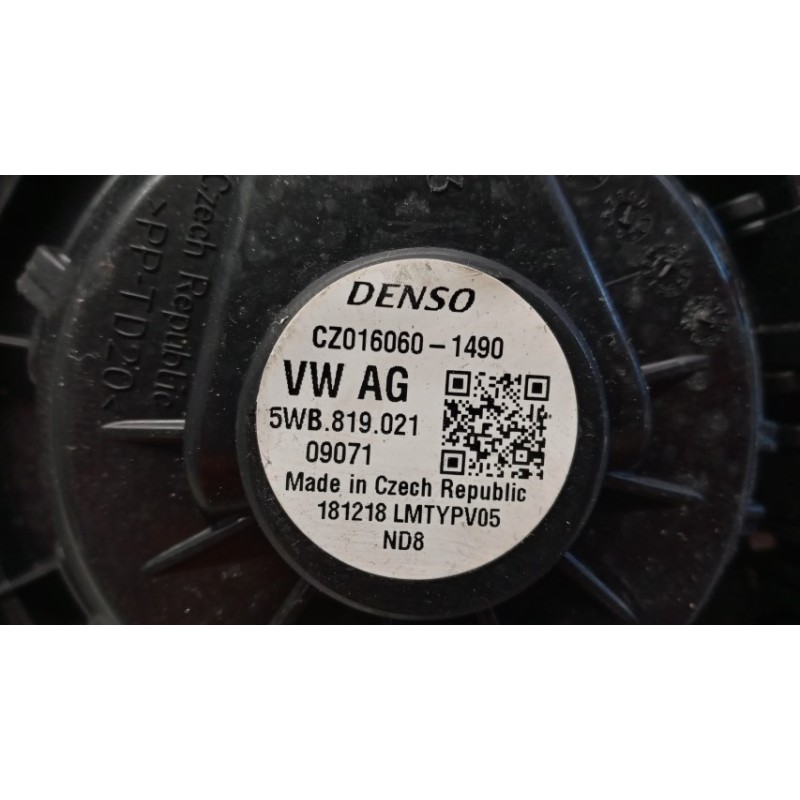 Czech Republic
>PP-TD20<
3
DENSO
CZ016060-1490
VW AG
5WB.819.021
09071
Made in Czech Republic
181218 LMTYPV05
ND8